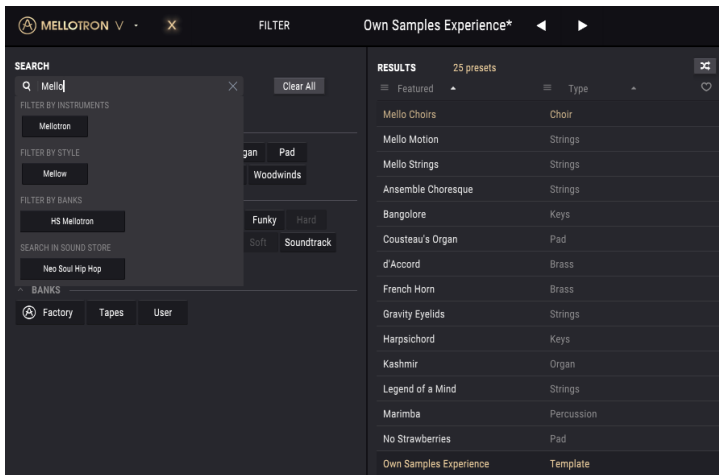 MELLOTRON V
X
FILTER
Own Samples Experience*
SEARCH
Mello
Clear All
FILTER BY INSTRUMENTS
Mellotron
FILTER BY STYLE
Mellow
FILTER BY BANKS
HS Mellotron
SEARCH IN SOUND STORE
Neo Soul Hip Hop
Pad
Woodwinds
Funky Hard
Soft Soundtrack
BANKS
Factory Tapes User
RESULTS 25 presets
Featured Type
Mello Choirs Choir
Mello Motion Strings
Mello Strings Strings
Ensemble Choresque Strings
Bangolore Keys
Cousteau's Organ Pad
d'Accord Brass
French Horn Brass
Gravity Eyelids Strings
Harpsichord Keys
Kashmir Organ
Legend of a Mind Strings
Marimba Percussion
No Strawberries Pad
Own Samples Experience Template